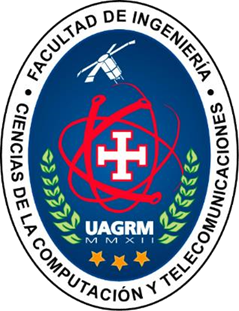 • FACULTAD DE INGENIERÍA •
CIENCIAS DE LA COMPUTACIÓN Y TELECOMUNICACIONES
UAGRM
MMXII